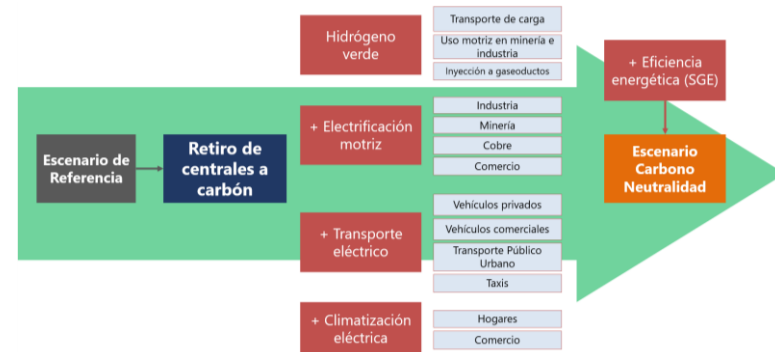 Escenario de
Referencia
Retiro de
centrales a
carbón
Hidrógeno
verde
Transporte de carga
Uso motriz en minería e
industria
Inyección a gaseoductos
+ Electrificación
motriz
Industria
Minería
Cobre
Comercio
+ Transporte
eléctrico
Vehículos privados
Vehículos comerciales
Transporte Público
Urbano
Taxis
+ Climatización
eléctrica
Hogares
Comercio
+ Eficiencia
energética (SGE)
Escenario
Carbono
Neutralidad